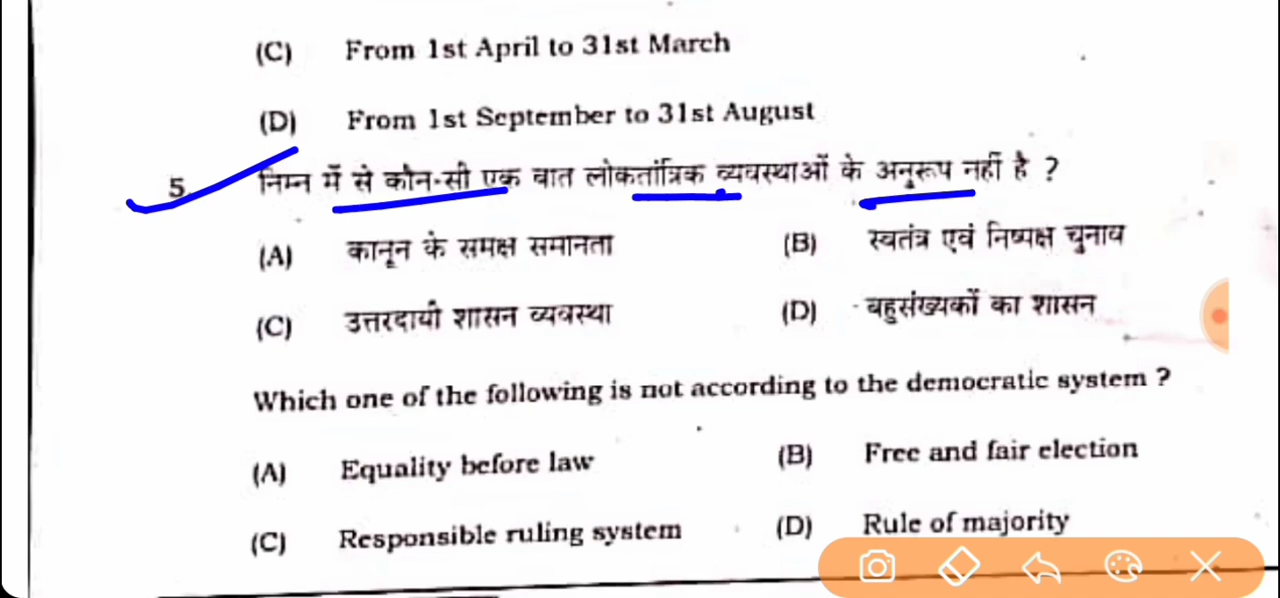 (C) From 1st April to 31st March
(D) From 1st September to 31st August
5. निम्न में से कौन-सी एक बात लोकतांत्रिक व्यवस्थाओं के अनुरूप नहीं है ?
(A) कानून के समक्ष समानता (B) स्वतंत्र एवं निष्पक्ष चुनाव
(C) उत्तरदायी शासन व्यवस्था (D) बहुसंख्यकों का शासन
Which one of the following is not according to the democratic system ?
(A) Equality before law (B) Free and fair election
(C) Responsible ruling system (D) Rule of majority